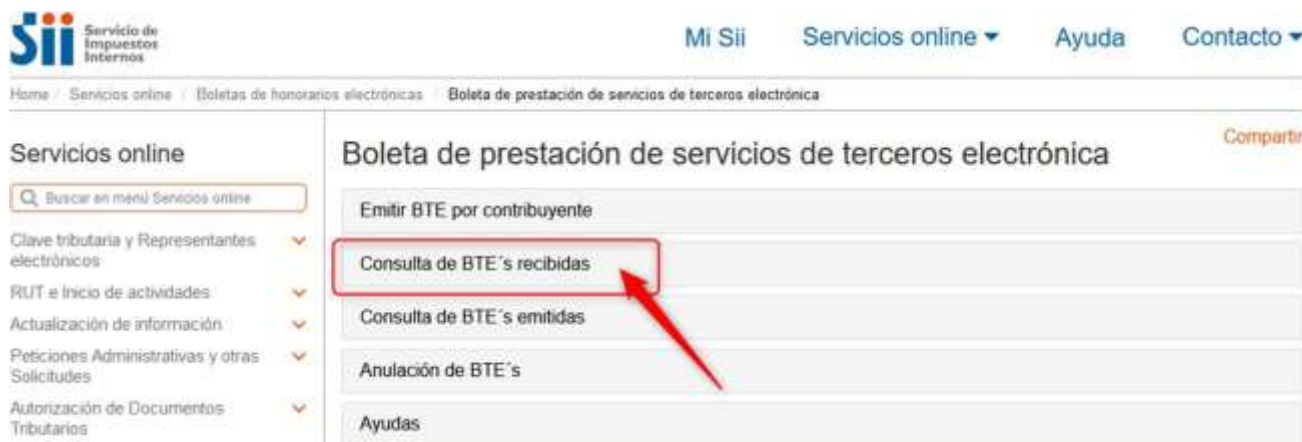 Sii Servicio de
Impuestos
Internos
Mi Sii Servicios online Ayuda Contacto
Home / Servicios online / Boletas de honorarios electrónicas / Boleta de prestación de servicios de terceros electrónica
Servicios online
Buscar en menú Servicios online
Clave tributaria y Representantes
electrónicos
RUT e Inicio de actividades
Actualización de información
Peticiones Administrativas y otras
Solicitudes
Autorización de Documentos
Tributarios
Compartir
Boleta de prestación de servicios de terceros electrónica
Emitir BTE por contribuyente
Consulta de BTE´s recibidas
Consulta de BTE´s emitidas
Anulación de BTE´s
Ayudas